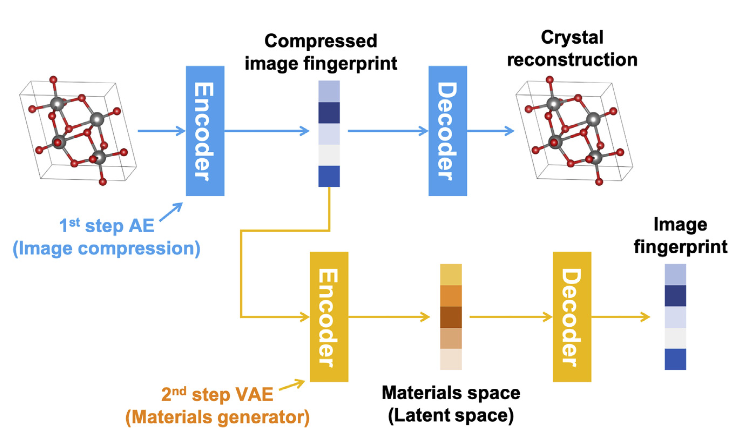 Compressed
image fingerprint
Crystal
reconstruction
Encoder
Decoder
1st step AE
(Image compression)
Image
fingerprint
Encoder
Decoder
2nd step VAE
(Materials generator)
Materials space
(Latent space)